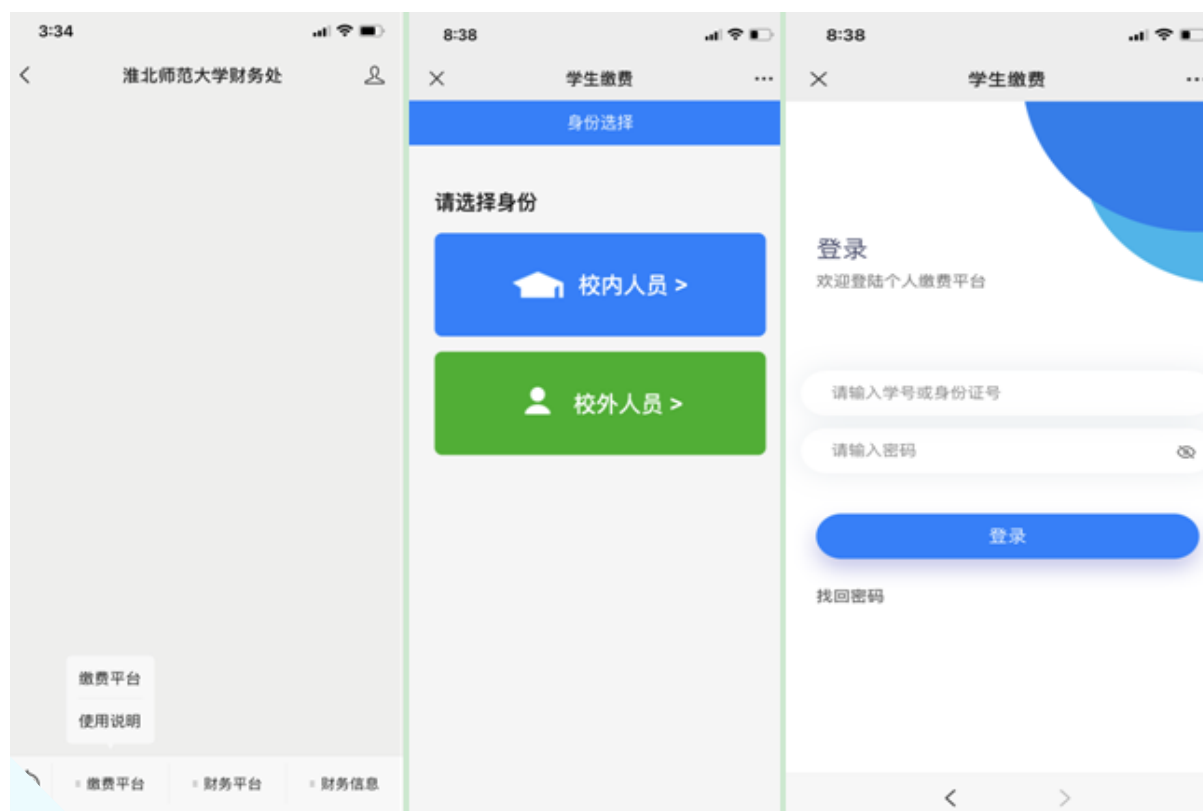 3:34
淮北师范大学财务处
缴费平台
使用说明
缴费平台
财务平台
财务信息
8:38
学生缴费
身份选择
请选择身份
校内人员 >
校外人员 >
8:38
学生缴费
登录
欢迎登陆个人缴费平台
请输入学号或身份证号
请输入密码
登录
找回密码